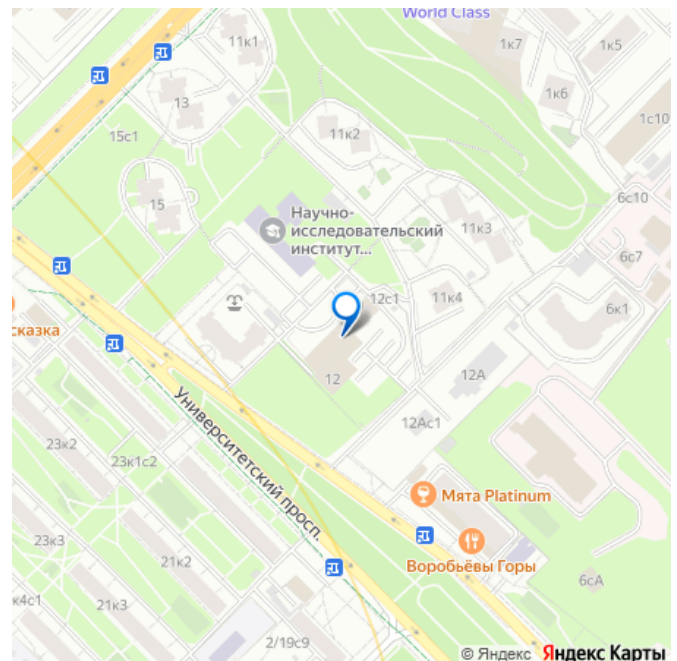 World Class
11к1
1к7
1к5
1к6
13
1с10
15с1
11к2
15
6с10
Научно-
исследовательский
институт...
11к3
6с7
12с1
11к4
6к1
сказка
12
12А
Университетский просп.
12Ас1
23к2
23к1с2
Мята Platinum
23к3
21к2
Воробьёвы Горы
6сА
к4с1
21к3
2/19с9
© Яндекс Яндекс Карты